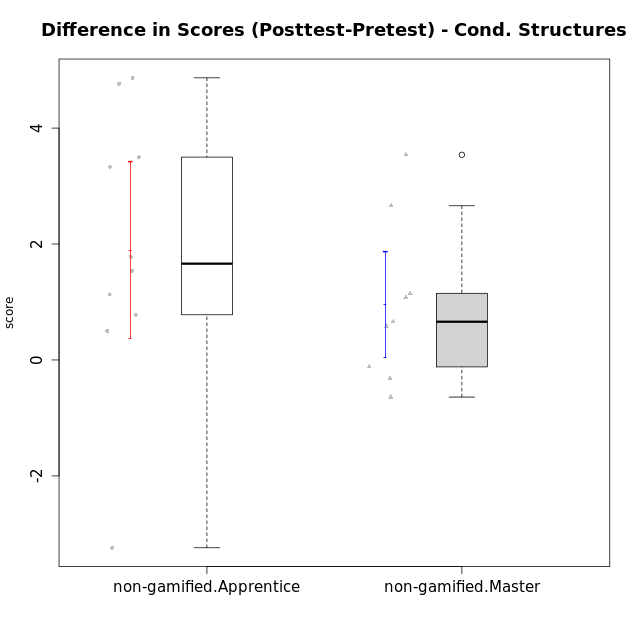 Difference in Scores (Posttest-Pretest) - Cond. Structures
4
2
0
-2
score
non-gamified.Apprentice
non-gamified.Master